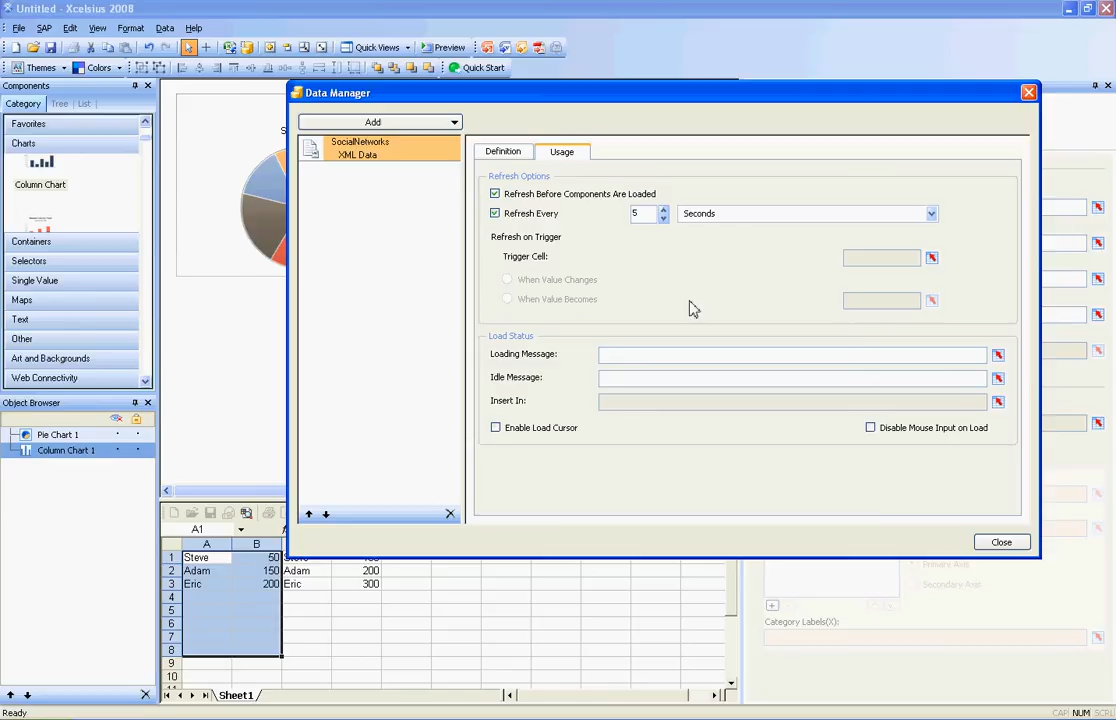 Untitled - Xcelsius 2008
File SAP Edit View Format Data Help
Quick Views Preview
Themes Colors Quick Start
Components
Category Tree List
Favorites
Charts
Column Chart
Containers
Selectors
Single Value
Maps
Text
Other
Art and Backgrounds
Web Connectivity
Object Browser
Pie Chart 1
Column Chart 1
Data Manager
Add
SocialNetworks
XML Data
Definition Usage
Refresh Options
Refresh Before Components Are Loaded
Refresh Every 5 Seconds
Refresh on Trigger
Trigger Cell:
When Value Changes
When Value Becomes
Load Status
Loading Message:
Idle Message:
Insert In:
Enable Load Cursor Disable Mouse Input on Load
Close
A1
A B
1 Steve 50
2 Adam 150 Adam 200
3 Eric 200 Eric 300
4
5
6
7
8
9
10
Sheet1
Primary Axis
Secondary Axis
Category Labels(X):
Ready
CAP NUM SCRL